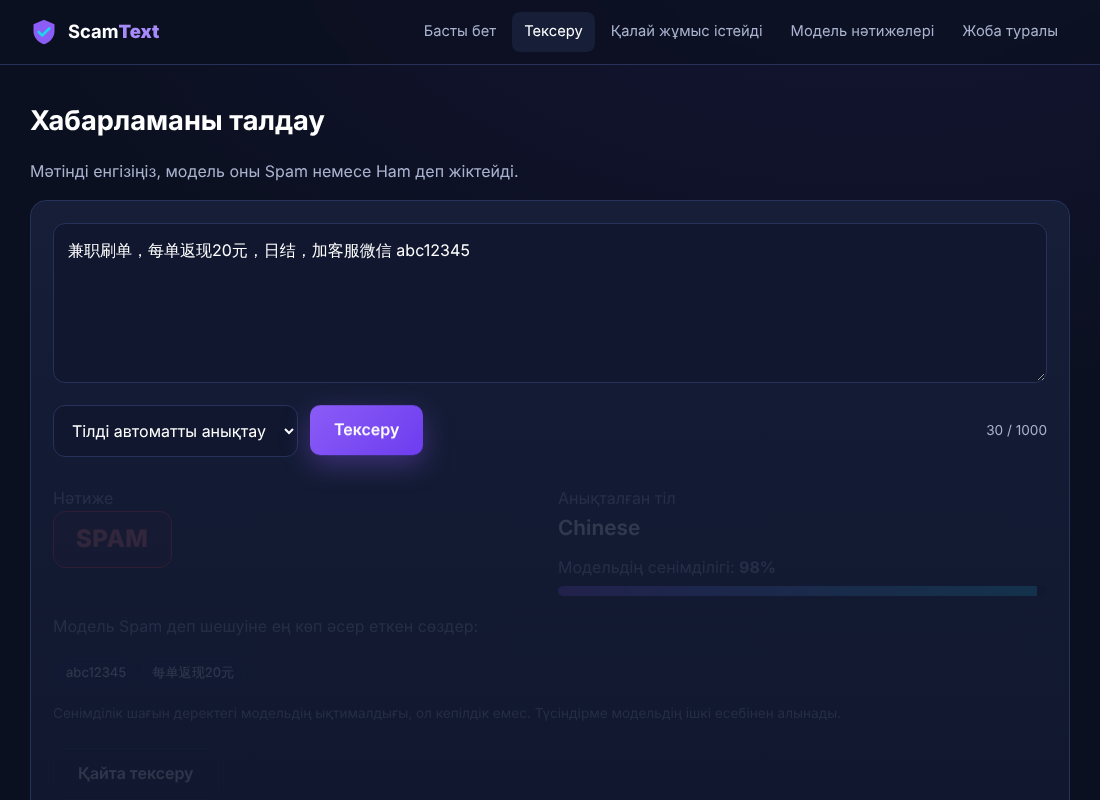 ScamText
Басты бет Тексеру Қалай жұмыс істейді Модель нәтижелері Жоба туралы
Хабарламаны талдау
Мәтінді енгізіңіз, модель оны Spam немесе Ham деп жіктейді.
兼职刷单，每单返现20元，日结，加客服微信 abc12345
Тілді автоматты анықтау Тексеру 30 / 1000
Нәтиже Анықталған тіл
SPAM Chinese
Модельдің сенімділігі: 98%
Модель Spam деп шешуіне ең көп әсер еткен сөздер:
abc12345 每单返现20元
Сенімділік шағын деректегі модельдің ықтималдығы, ол кепілдік емес. Түсіндірме модельдің ішкі есебінен алынады.
Қайта тексеру